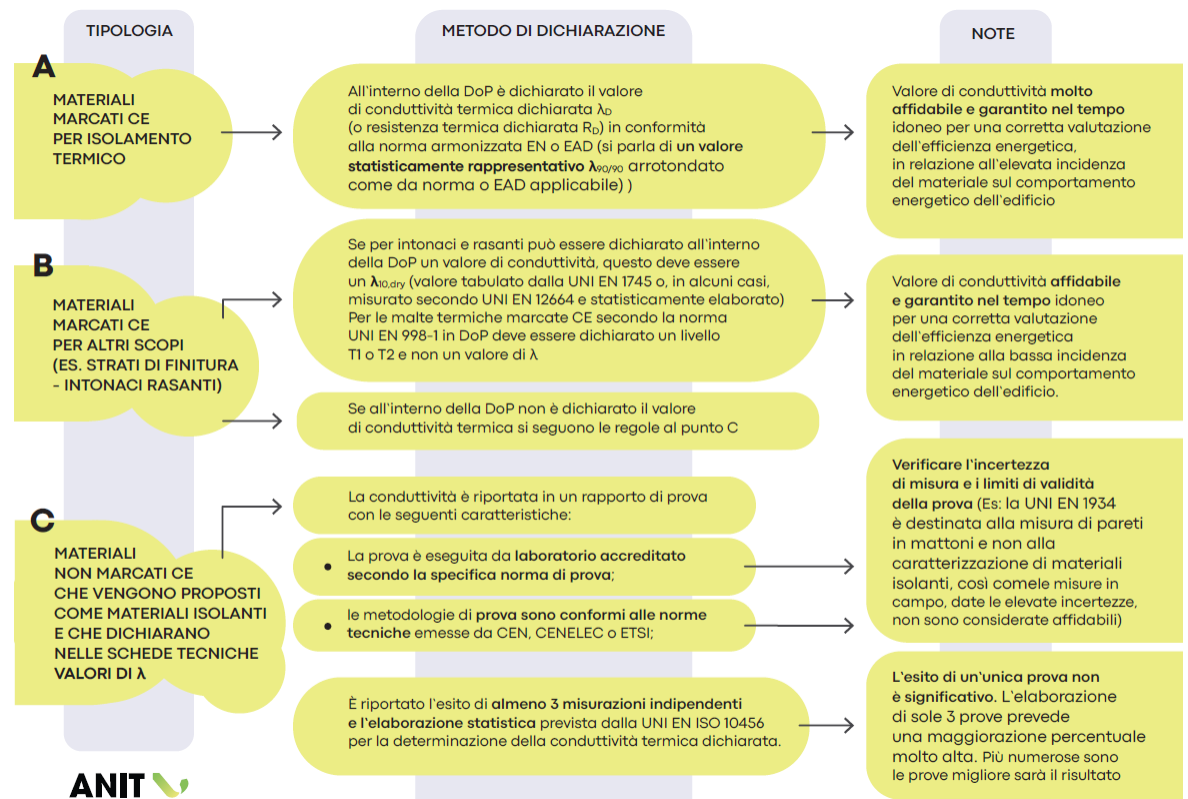 TIPOLOGIA
METODO DI DICHIARAZIONE
NOTE
A
MATERIALI
MARCATI CE
PER ISOLAMENTO
TERMICO
All'interno della DoP è dichiarato il valore
di conduttività termica dichiarata λD
(o resistenza termica dichiarata RD) in conformità
alla norma armonizzata EN o EAD (si parla di un valore
statisticamente rappresentativo λ90/90 arrotondato
come da norma o EAD applicabile) )
Valore di conduttività molto
affidabile e garantito nel tempo
idoneo per una corretta valutazione
dell'efficienza energetica,
in relazione all'elevata incidenza
del materiale sul comportamento
energetico dell'edificio
B
MATERIALI
MARCATI CE
PER ALTRI SCOPI
(ES. STRATI DI FINITURA
- INTONACI RASANTI)
Se per intonaci e rasanti può essere dichiarato all'interno
della DoP un valore di conduttività, questo deve essere
un λ10,dry (valore tabulato dalla UNI EN 1745 o, in alcuni casi,
misurato secondo UNI EN 12664 e statisticamente elaborato)
Per le malte termiche marcate CE secondo la norma
UNI EN 998-1 in DoP deve essere dichiarato un livello
T1 o T2 e non un valore di λ
Valore di conduttività affidabile
e garantito nel tempo idoneo
per una corretta valutazione
dell'efficienza energetica
in relazione alla bassa incidenza
del materiale sul comportamento
energetico dell'edificio.
Se all'interno della DoP non è dichiarato il valore
di conduttività termica si seguono le regole al punto C
C
MATERIALI
NON MARCATI CE
CHE VENGONO PROPOSTI
COME MATERIALI ISOLANTI
E CHE DICHIARANO
NELLE SCHEDE TECNICHE
VALORI DI λ
La conduttività è riportata in un rapporto di prova
con le seguenti caratteristiche:
• La prova è eseguita da laboratorio accreditato
secondo la specifica norma di prova;
• le metodologie di prova sono conformi alle norme
tecniche emesse da CEN, CENELEC o ETSI;
Verificare l'incertezza
di misura e i limiti di validità
della prova (Es: la UNI EN 1934
è destinata alla misura di pareti
in mattoni e non alla
caratterizzazione di materiali
isolanti, così comele misure in
campo, date le elevate incertezze,
non sono considerate affidabili)
È riportato l'esito di almeno 3 misurazioni indipendenti
e l'elaborazione statistica prevista dalla UNI EN ISO 10456
per la determinazione della conduttività termica dichiarata.
L'esito di un'unica prova non
è significativo. L'elaborazione
di sole 3 prove prevede
una maggiorazione percentuale
molto alta. Più numerose sono
le prove migliore sarà il risultato
ANIT